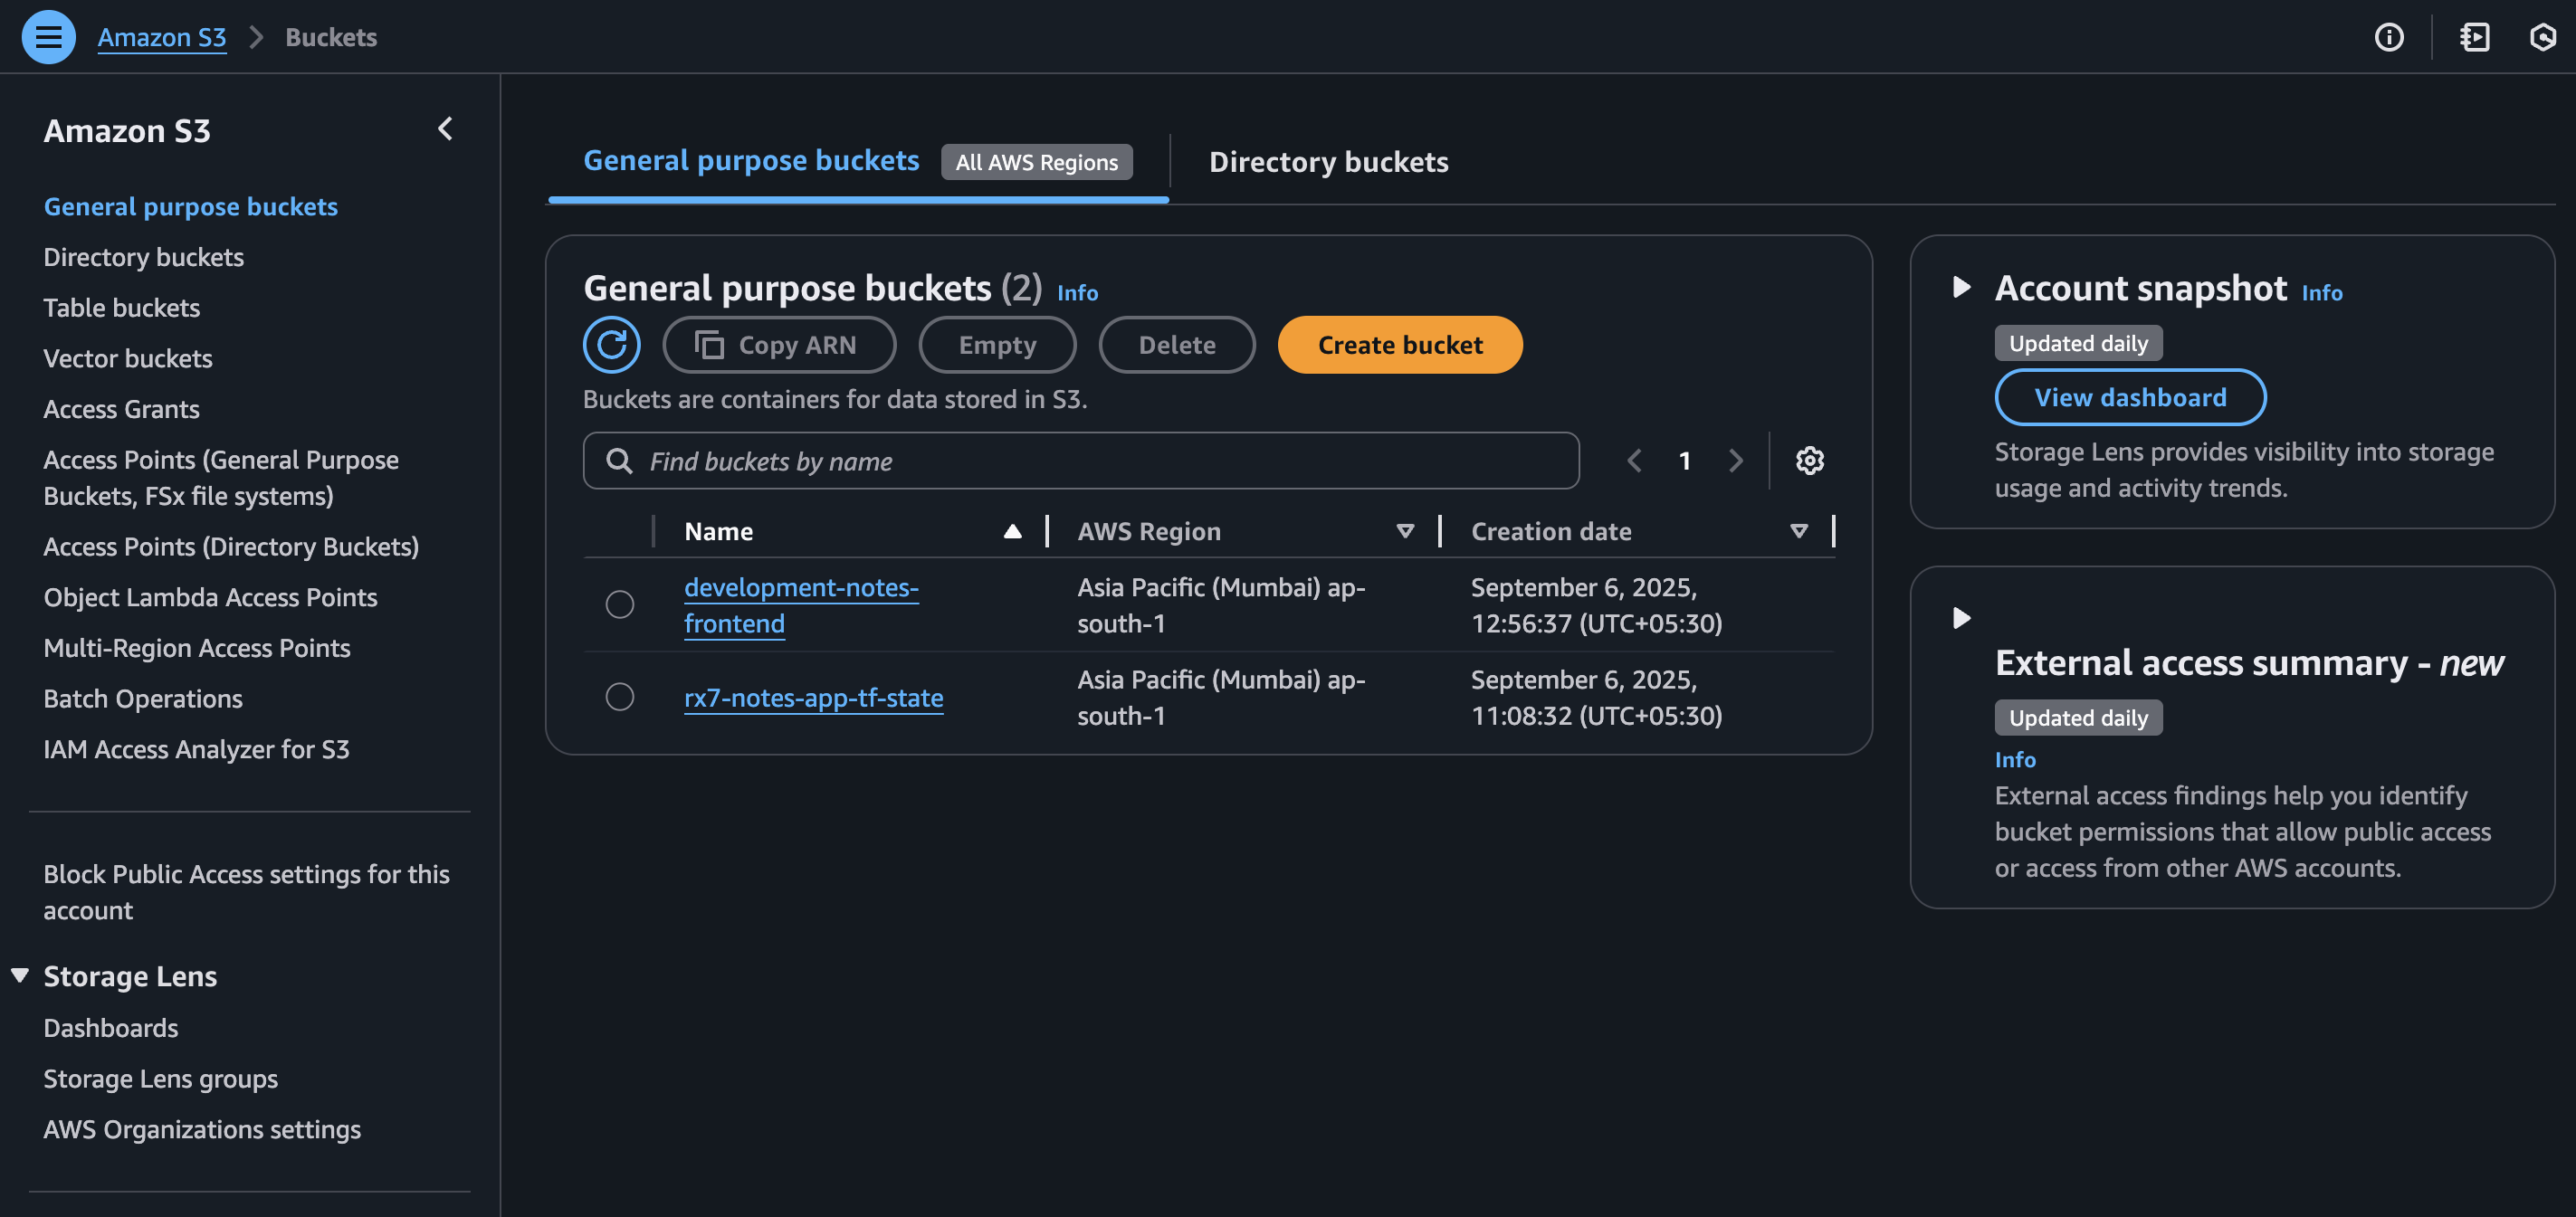 Amazon S3 > Buckets
Amazon S3
General purpose buckets
Directory buckets
Table buckets
Vector buckets
Access Grants
Access Points (General Purpose
Buckets, FSx file systems)
Access Points (Directory Buckets)
Object Lambda Access Points
Multi-Region Access Points
Batch Operations
IAM Access Analyzer for S3
Block Public Access settings for this
account
Storage Lens
Dashboards
Storage Lens groups
AWS Organizations settings
General purpose buckets All AWS Regions Directory buckets
General purpose buckets (2) Info
Copy ARN Empty Delete Create bucket
Buckets are containers for data stored in S3.
Find buckets by name 1
Name AWS Region Creation date
development-notes- Asia Pacific (Mumbai) ap- September 6, 2025,
frontend south-1 12:56:37 (UTC+05:30)
rx7-notes-app-tf-state Asia Pacific (Mumbai) ap- September 6, 2025,
south-1 11:08:32 (UTC+05:30)
Account snapshot Info
Updated daily
View dashboard
Storage Lens provides visibility into storage
usage and activity trends.
External access summary - new
Updated daily
Info
External access findings help you identify
bucket permissions that allow public access
or access from other AWS accounts.